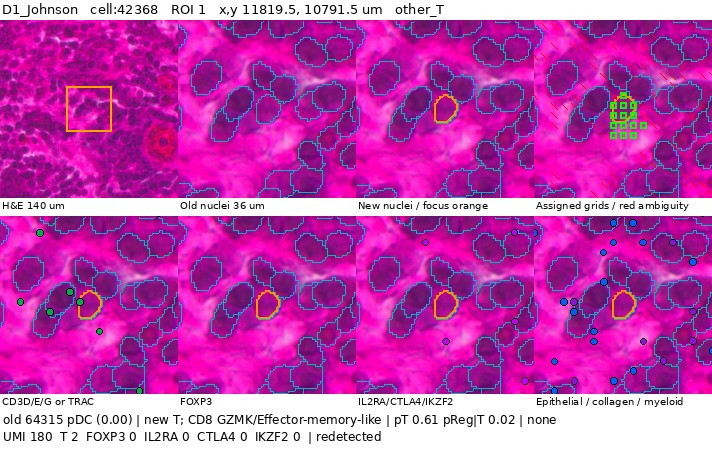 D1_Johnson cell:42368 ROI 1 x,y 11819.5, 10791.5 um other_T
H&E 140 um
Old nuclei 36 um
New nuclei / focus orange
Assigned grids / red ambiguity
CD3D/E/G or TRAC
FOXP3
IL2RA/CTLA4/IKZF2
Epithelial / collagen / myeloid
old 64315 pDC (0.00) | new T; CD8 GZMK/Effector-memory-like | pT 0.61 pReg|T 0.02 | none
UMI 180 T 2 FOXP3 0 IL2RA 0 CTLA4 0 IKZF2 0 | redetected